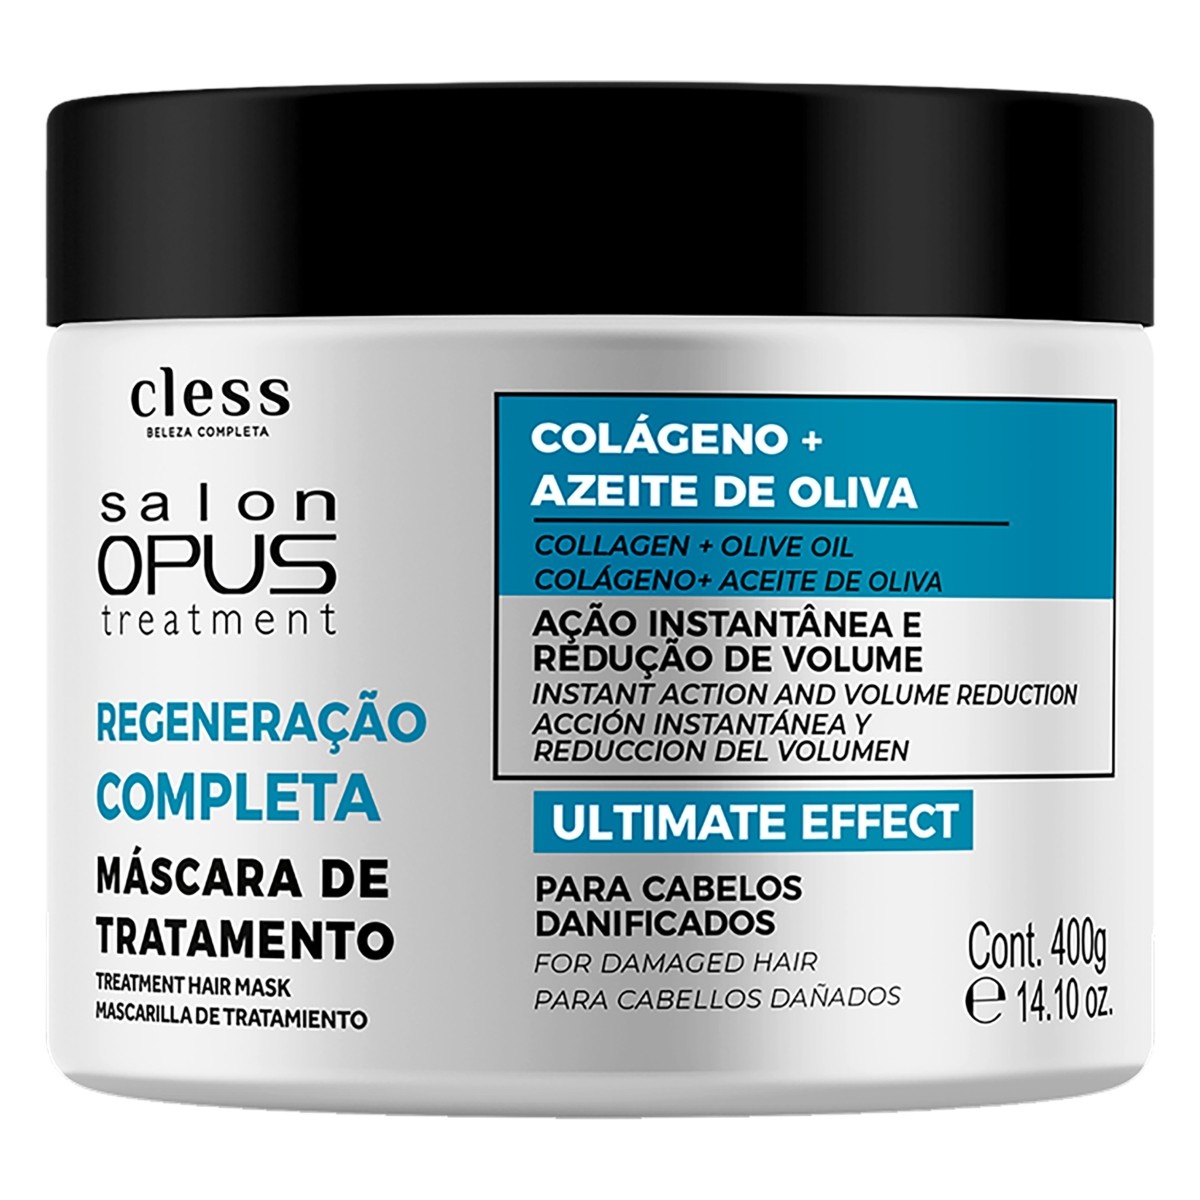 cless
BELEZA COMPLETA
salon
OPUS
treatment
REGENERAÇÃO
COMPLETA
MÁSCARA DE
TRATAMENTO
TREATMENT HAIR MASK
MASCARILLA DE TRATAMIENTO
COLÁGENO +
AZEITE DE OLIVA
COLLAGEN + OLIVE OIL
COLÁGENO+ ACEITE DE OLIVA
AÇÃO INSTANTÂNEA E
REDUÇÃO DE VOLUME
INSTANT ACTION AND VOLUME REDUCTION
ACCIÓN INSTANTÁNEA Y
REDUCCION DEL VOLUMEN
ULTIMATE EFFECT
PARA CABELOS
DANIFICADOS
FOR DAMAGED HAIR
PARA CABELLOS DAÑADOS
Cont. 400g
℮ 14.10 oz.